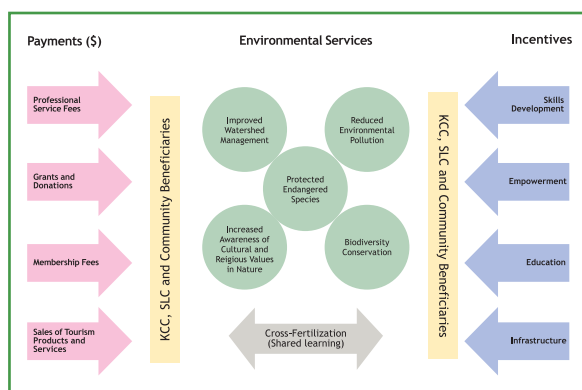 Payments ($)
Environmental Services
Incentives
Professional
Service Fees
Grants and
Donations
Membership Fees
Sales of Tourism
Products and
Services
KCC, SLC and Community Beneficiaries
Improved
Watershed
Management
Reduced
Environmental
Pollution
Protected
Endangered
Species
Increased
Awareness of
Cultural and
Reigious Values
in Nature
Biodiversity
Conservation
Cross-Fertilization
(Shared learning)
KCC, SLC and Community Beneficiaries
Skills
Development
Empowerment
Education
Infrastructure